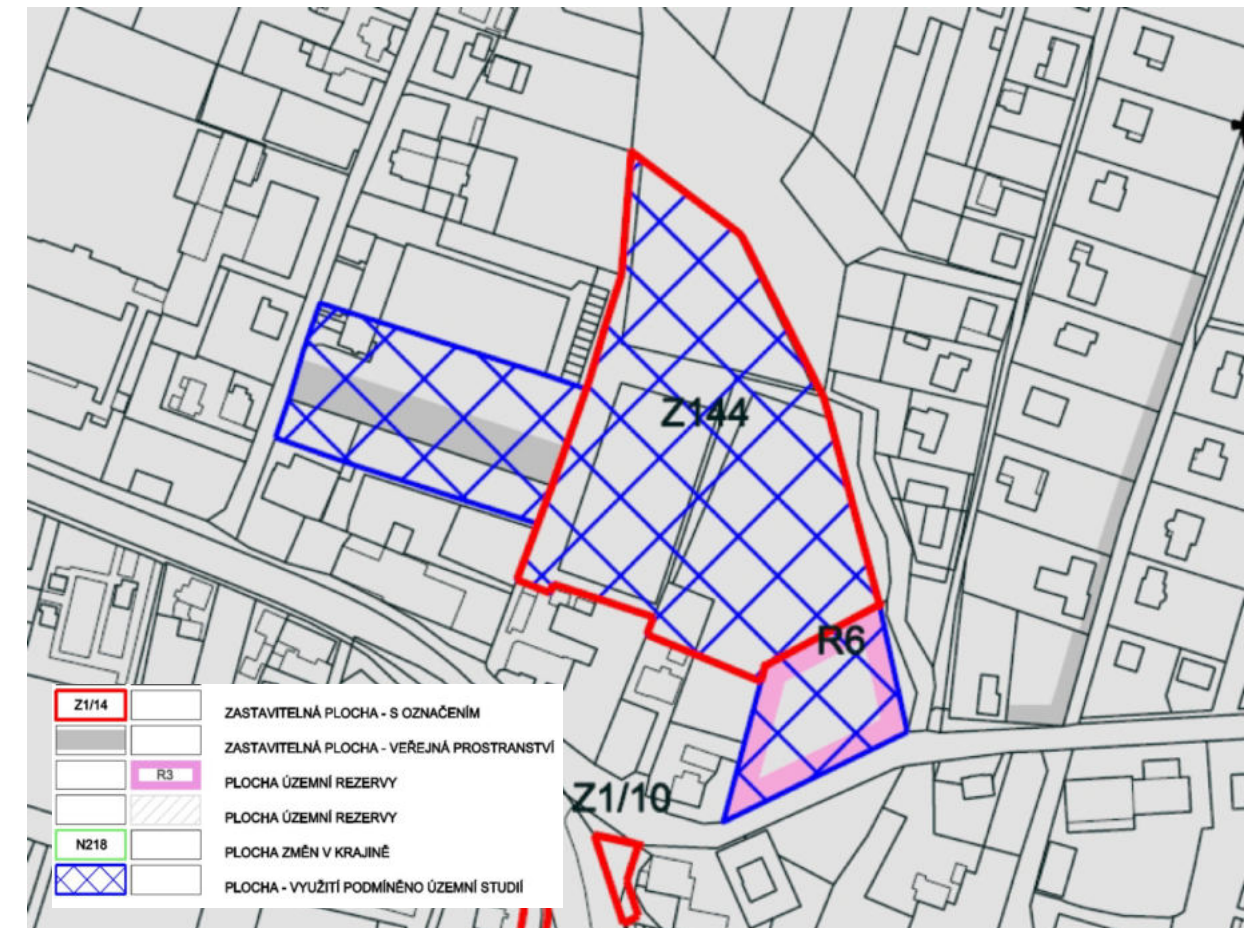 Z144
R6
Z1/10
Z1/14 ZASTAVITELNÁ PLOCHA - S OZNAČENÍM
ZASTAVITELNÁ PLOCHA - VEŘEJNÁ PROSTRANSTVÍ
R3 PLOCHA ÚZEMNÍ REZERVY
PLOCHA ÚZEMNÍ REZERVY
N218 PLOCHA ZMĚN V KRAJINĚ
PLOCHA - VYUŽITÍ PODMÍNĚNO ÚZEMNÍ STUDIÍ